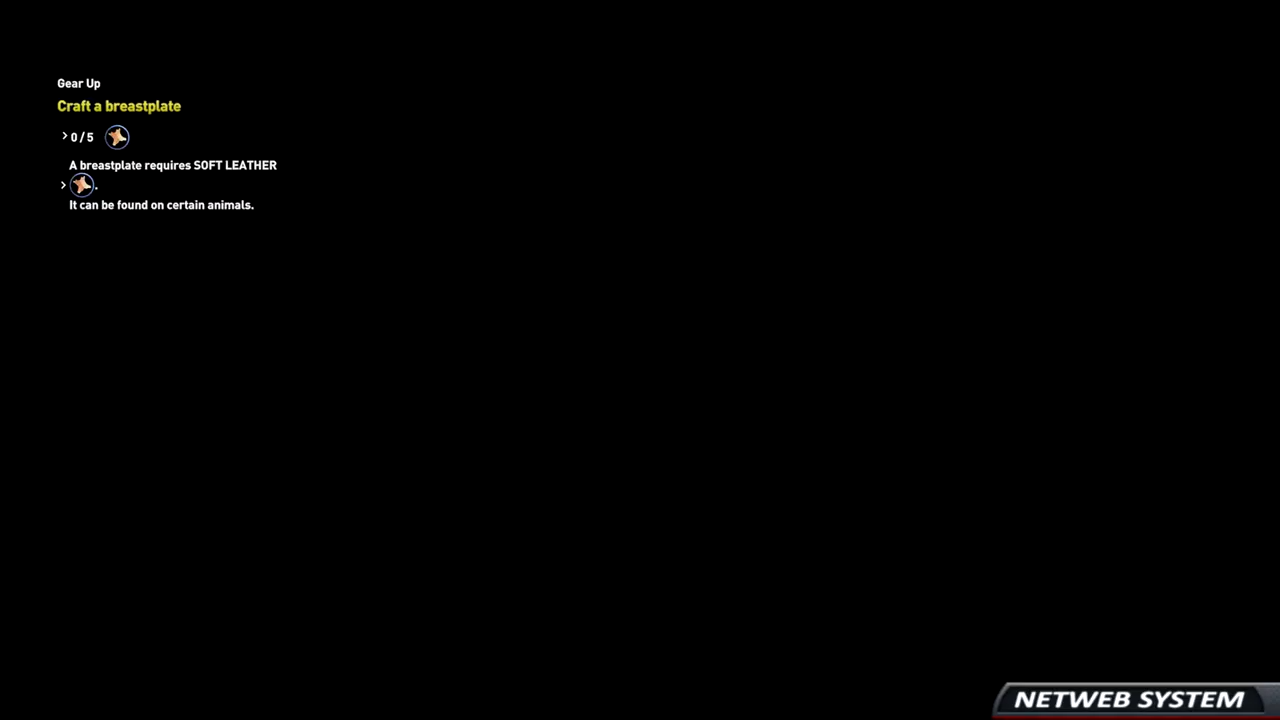 Gear Up
Craft a breastplate
> 0 / 5
A breastplate requires SOFT LEATHER
> .
It can be found on certain animals.
NETWEB SYSTEM